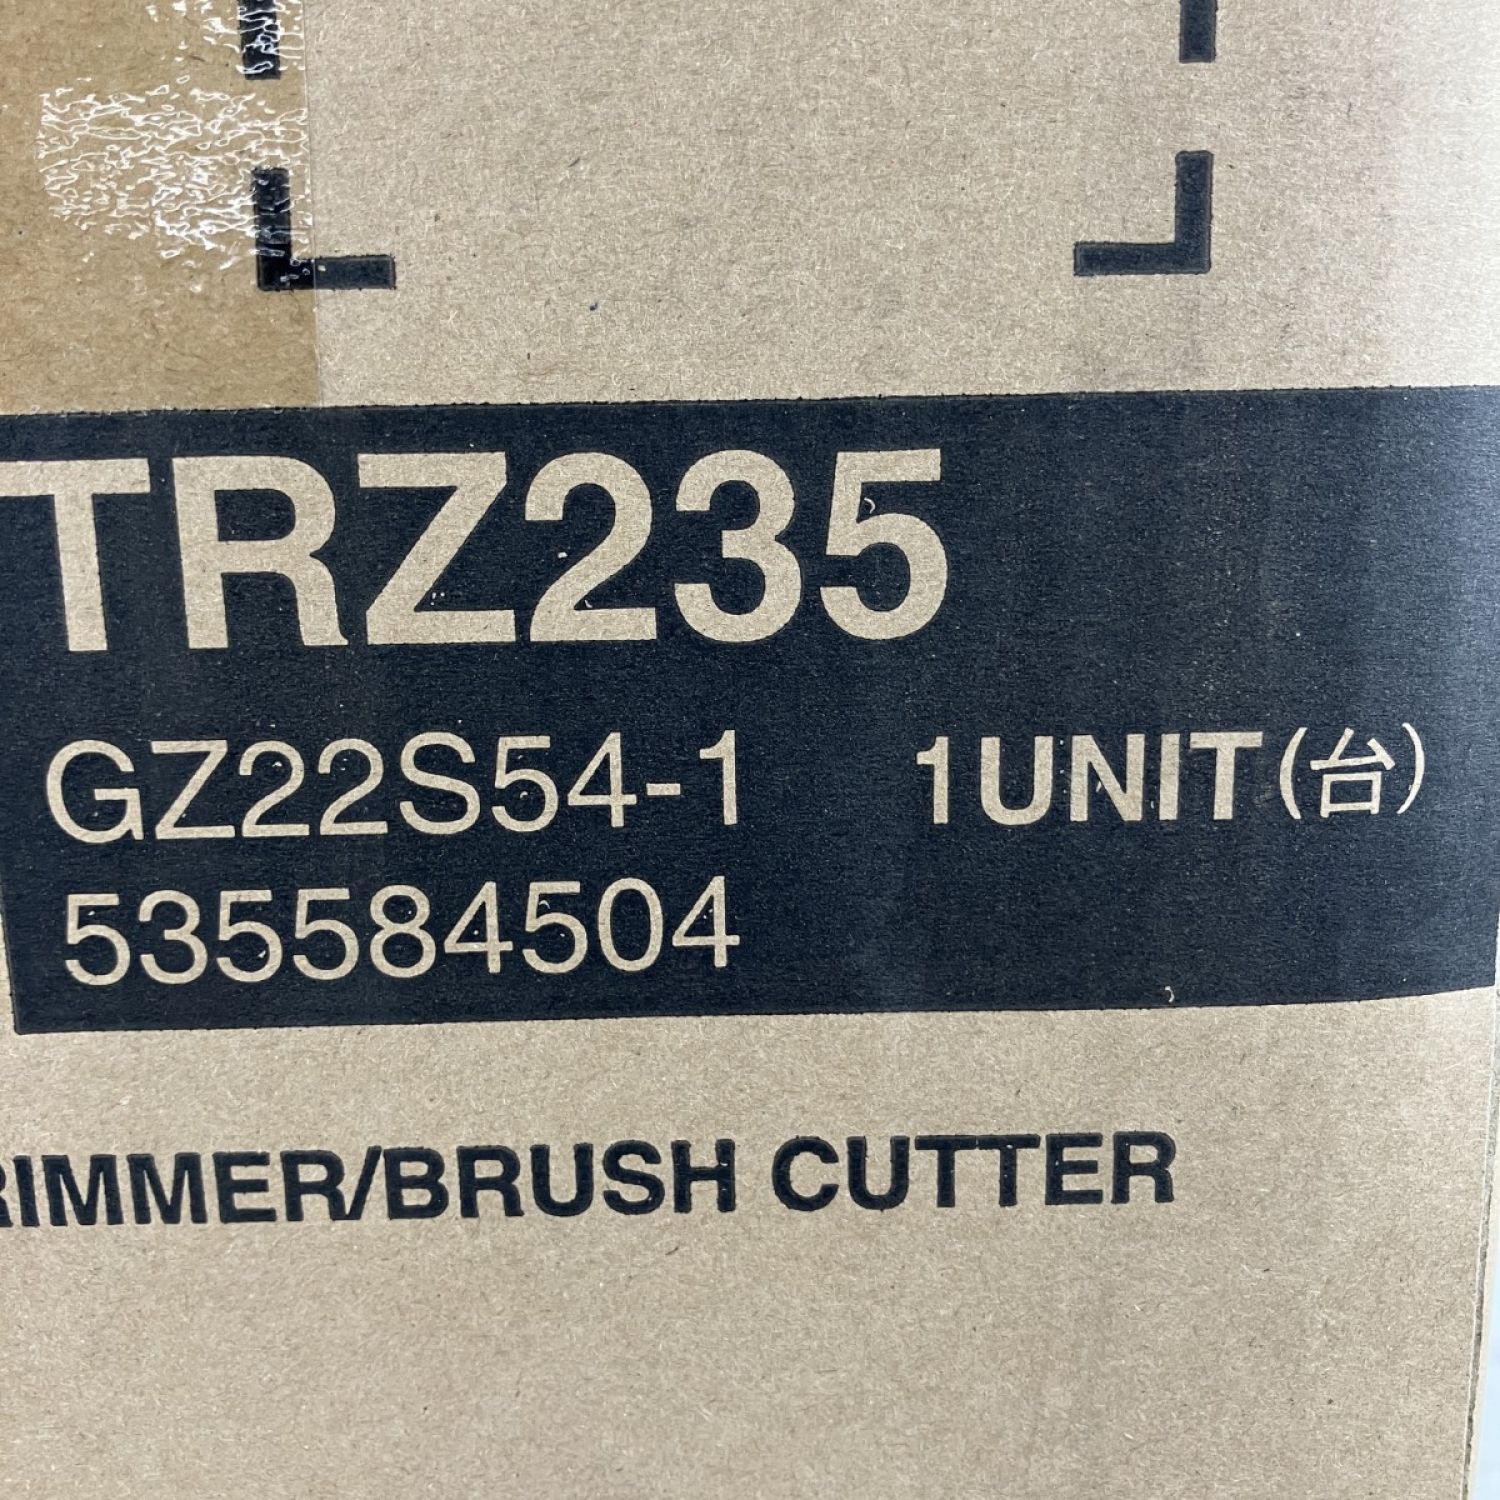 TRZ235
GZ22S54-1 1UNIT(台)
535584504
RIMMER/BRUSH CUTTER